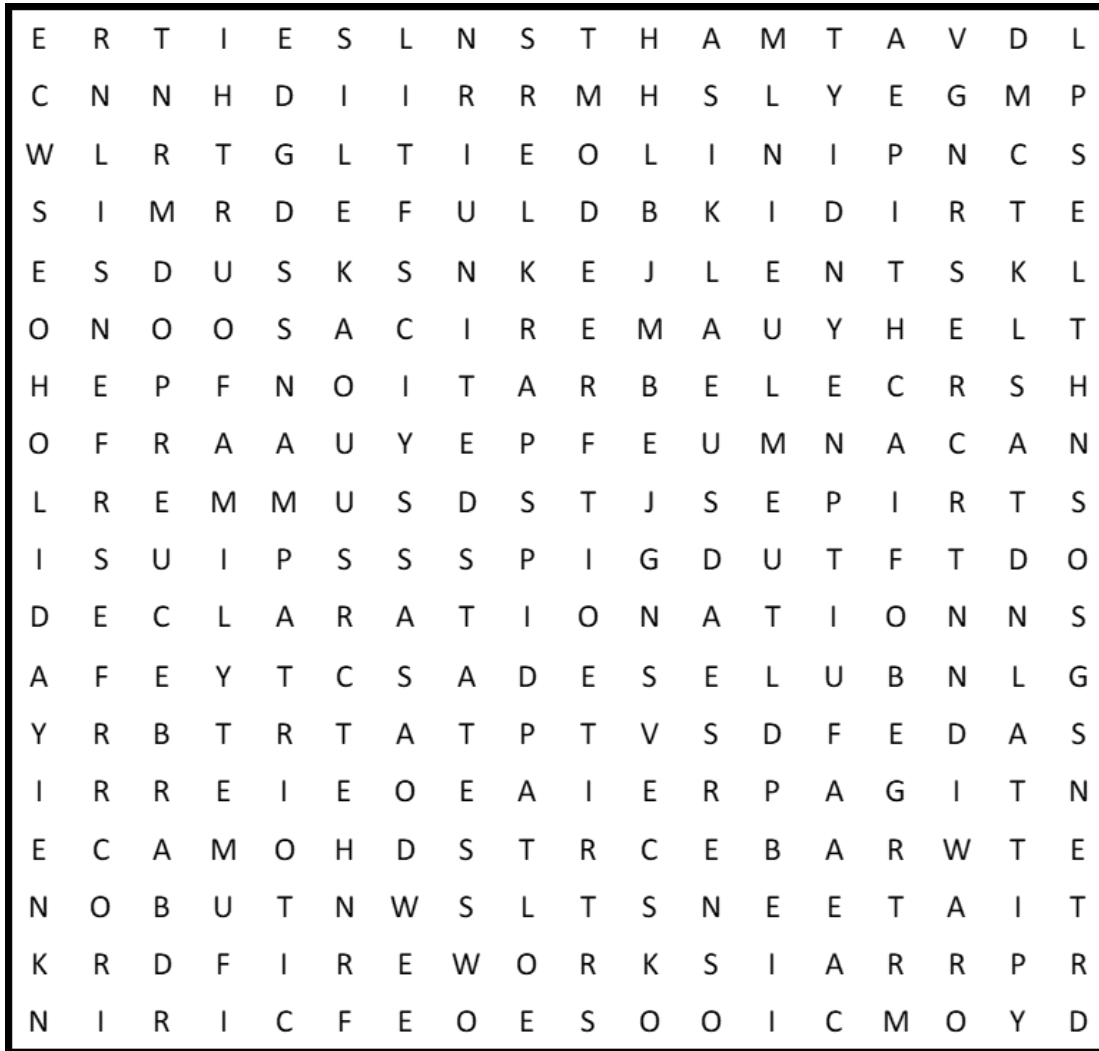 E R T I E S L N S T H A M T A V D L
C N N H D I I R R M H S L Y E G M P
W L R T G L T I E O L I N I P N C S
S I M R D E F U L D B K I D I R T E
E S D U S K S N K E J L E N T S K L
O N O O S A C I R E M A U Y H E L T
H E P F N O I T A R B E L E C R S H
O F R A A U Y E P F E U M N A C A N
L R E M M U S D S T J S E P I R T S
I S U I P S S S P I G D U T F T D O
D E C L A R A T I O N A T I O N N S
A F E Y T C S A D E S E L U B N L G
Y R B T R T A T P T V S D F E D A S
I R R E I E O E A I E R P A G I T N
E C A M O H D S T R C E B A R W T E
N O B U T N W S L T S N E E T A I T
K R D F I R E W O R K S I A R R P R
N I R I C F E O E S O O I C M O Y D